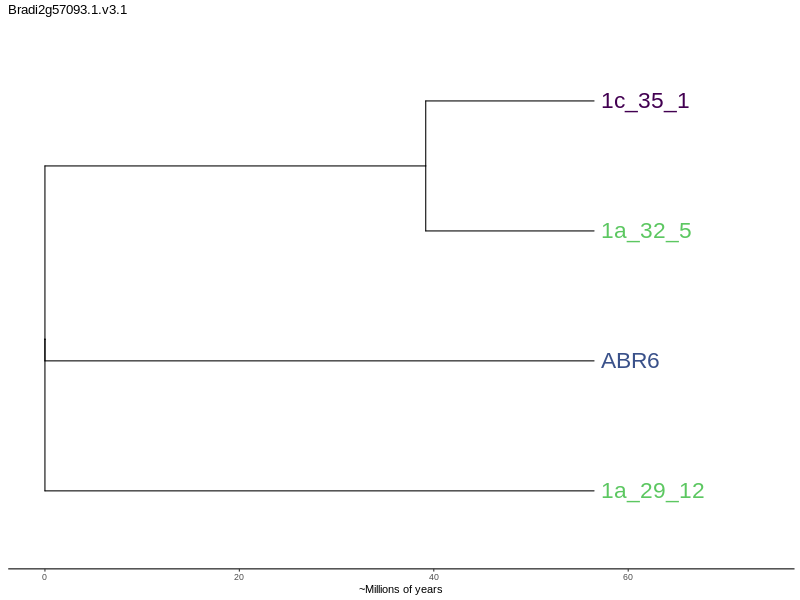 Bradi2g57093.1.v3.1
1c_35_1
1a_32_5
ABR6
1a_29_12
0 20 40 60
~Millions of years